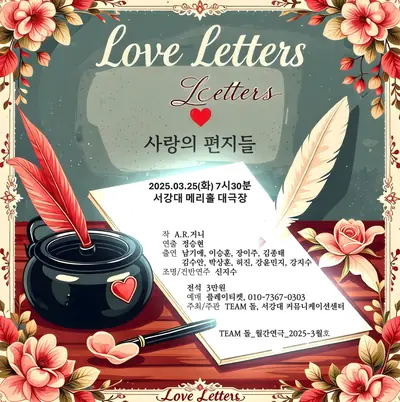 Love Letters
Letters
사랑의 편지들
2025.03.25(화) 7시30분
서강대 메리홀 대극장
작 A.R.거니
연출 정승현
출연 남기애, 이승훈, 장이주, 김종태
김수안, 박상훈, 허진, 강윤민지, 강지수
조명/건반연주 신지수
전석 3만원
예매 플레이티켓, 010-7367-0303
주최/주관 TEAM 돌, 서강대 커뮤니케이션센터
TEAM 돌_월간연극_2025-3월호
Love Letters